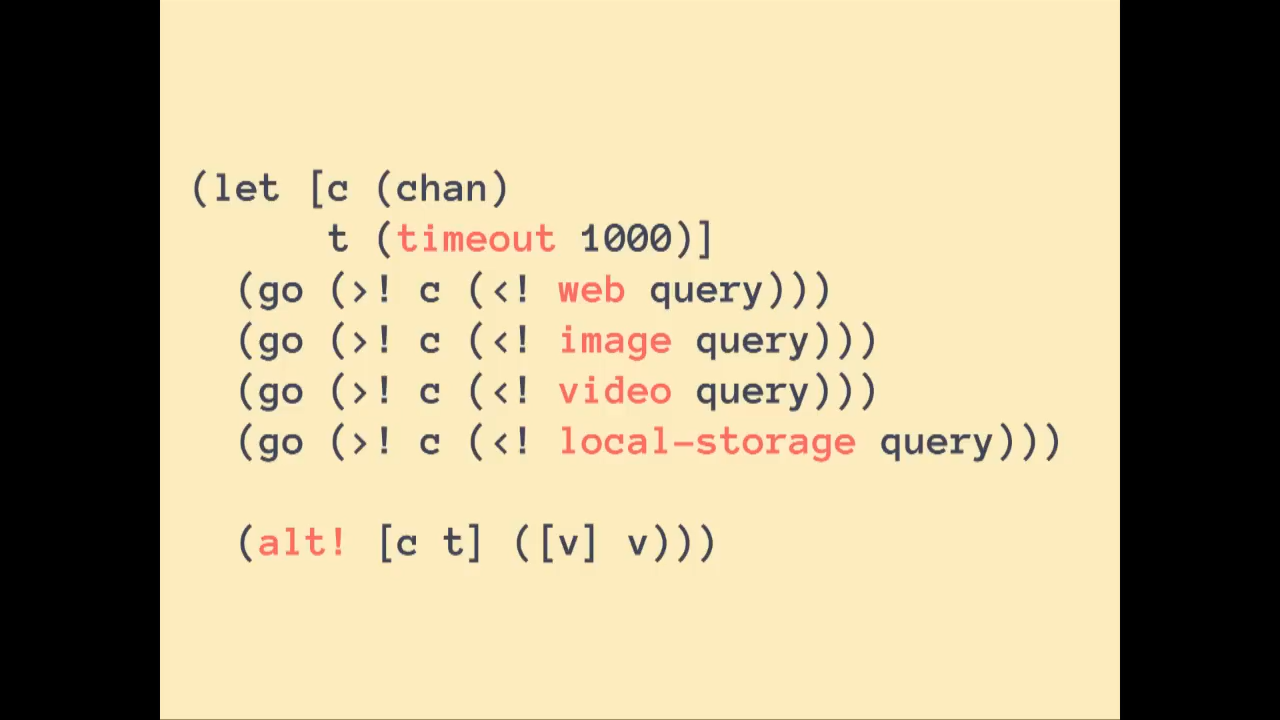 (let [c (chan)
      t (timeout 1000)]
  (go (>! c (<! web query)))
  (go (>! c (<! image query)))
  (go (>! c (<! video query)))
  (go (>! c (<! local-storage query)))
  (alt! [c t] ([v] v)))